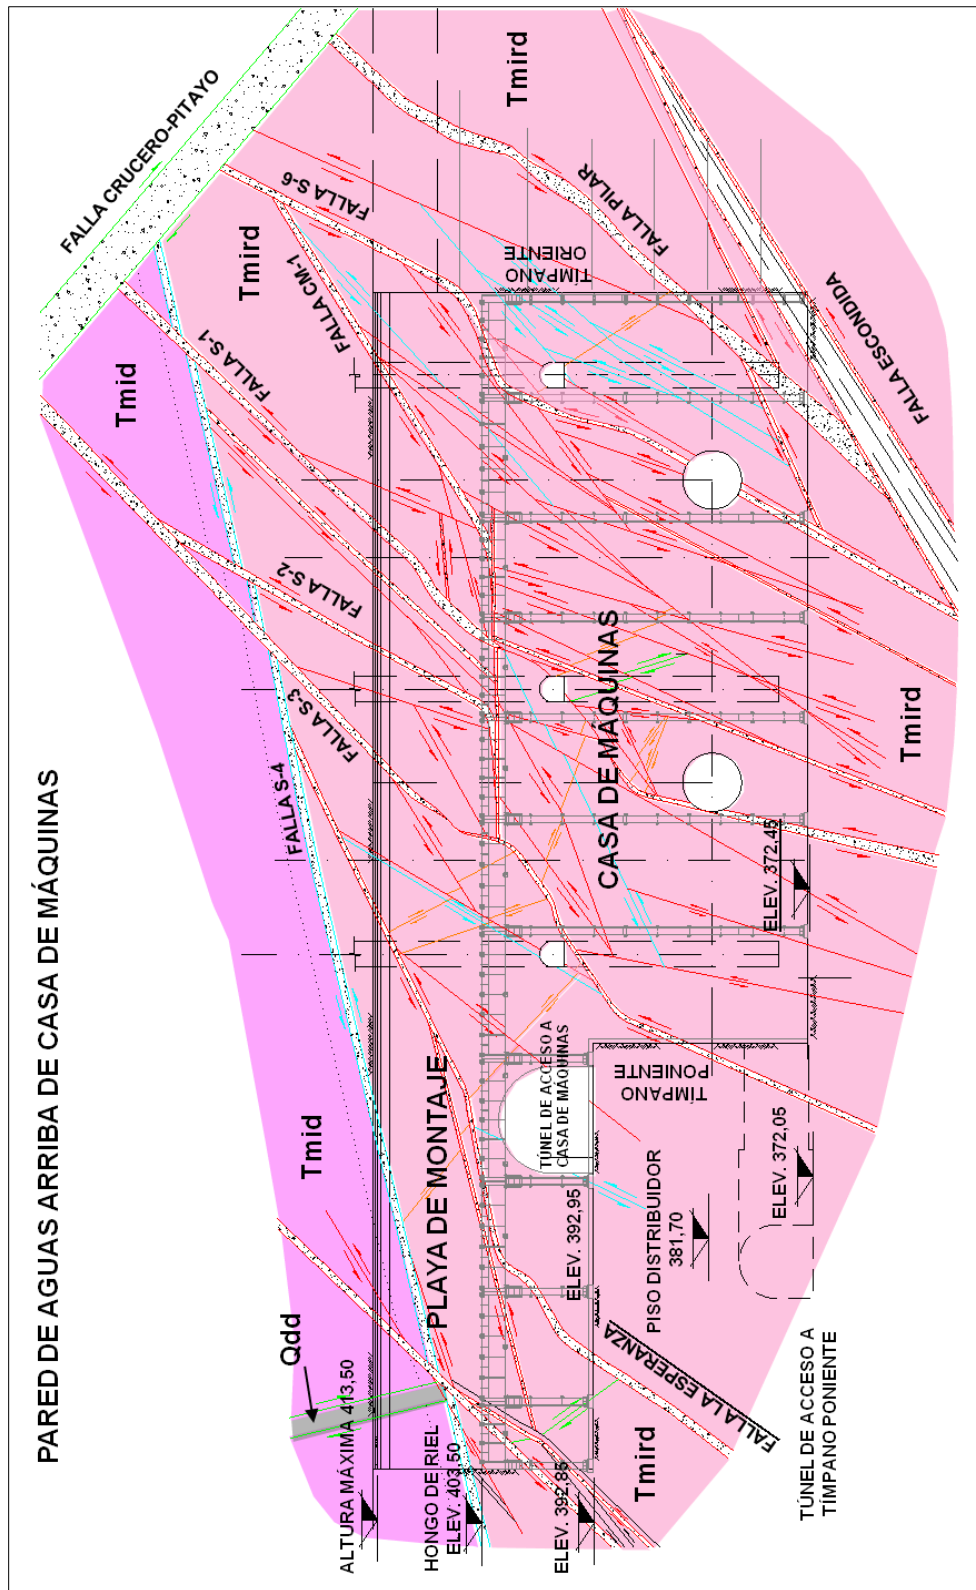 PARED DE AGUAS ARRIBA DE CASA DE MÁQUINAS
FALLA CRUCERO-PITAYO
Tmird
FALLA S-6
FALLA PILAR
Tmird
FALLA CM-1
TÍMPANO
ORIENTE
FALLA ESCONDIDA
Tmid
FALLA S-1
FALLA S-2
FALLA S-3
FALLA S-4
CASA DE MÁQUINAS
Tmird
ELEV. 372,45
Tmid
PLAYA DE MONTAJE
TÚNEL DE ACCESO A
CASA DE MÁQUINAS
TÍMPANO
PONIENTE
ELEV. 392,95
PISO DISTRIBUIDOR
381,70
ELEV. 372,05
Qdd
ALTURA MÁXIMA 413,50
HONGO DE RIEL
ELEV. 403,50
ELEV. 392,85
Tmird
FALLA LA ESPERANZA
TÚNEL DE ACCESO A
TÍMPANO PONIENTE